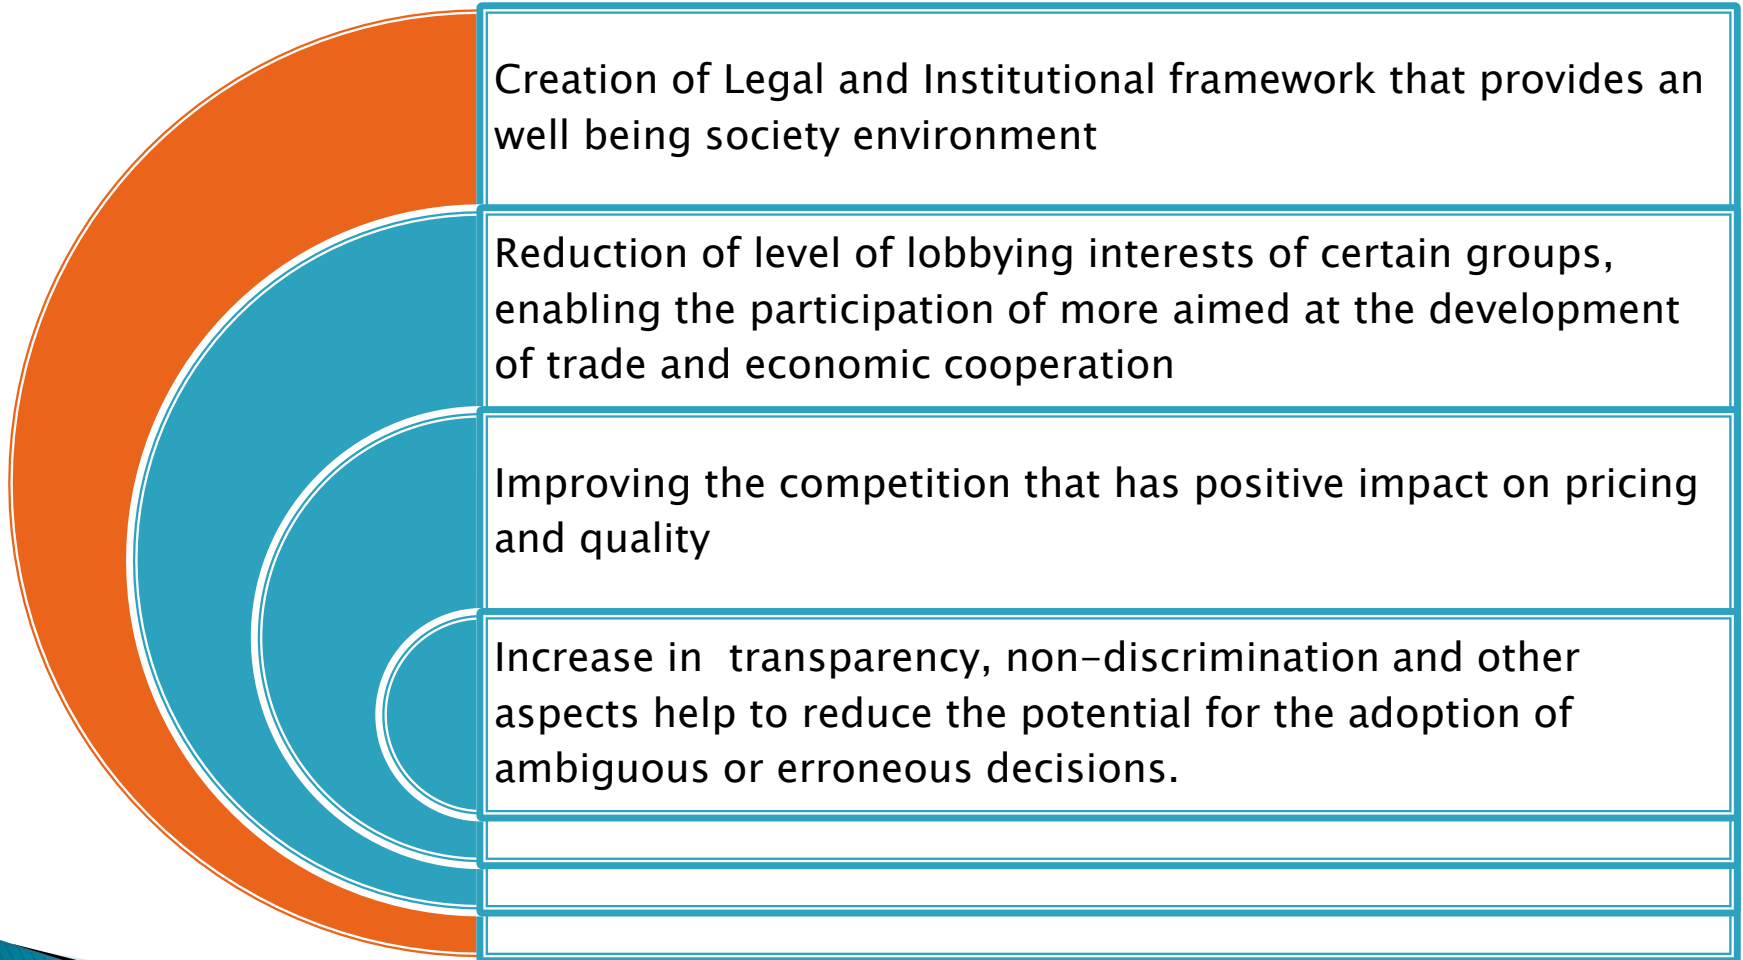 Creation of Legal and Institutional framework that provides an
well being society environment
Reduction of level of lobbying interests of certain groups,
enabling the participation of more aimed at the development
of trade and economic cooperation
Improving the competition that has positive impact on pricing
and quality
Increase in  transparency, non-discrimination and other
aspects help to reduce the potential for the adoption of
ambiguous or erroneous decisions.